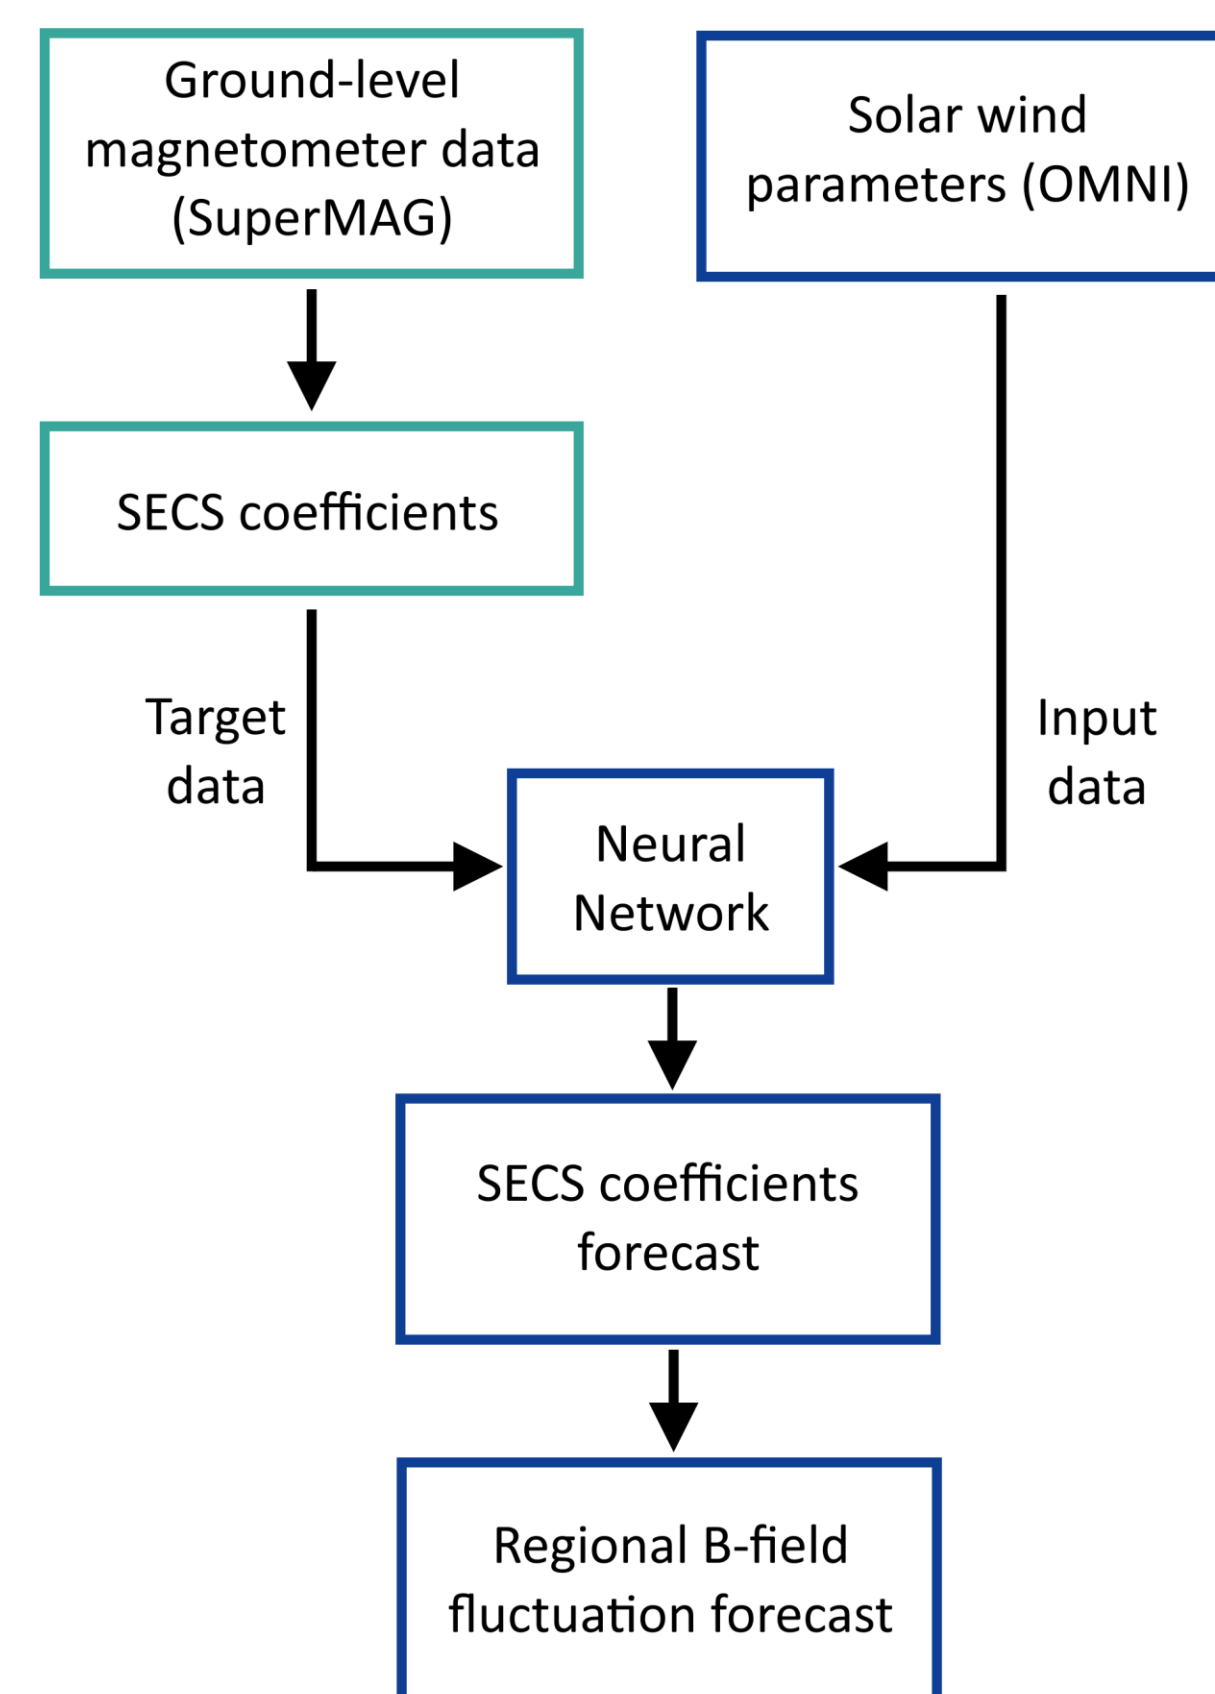 Ground-level
magnetometer data
(SuperMAG)
Solar wind
parameters (OMNI)
SECS coefficients
Target
data
Input
data
Neural
Network
SECS coefficients
forecast
Regional B-field
fluctuation forecast